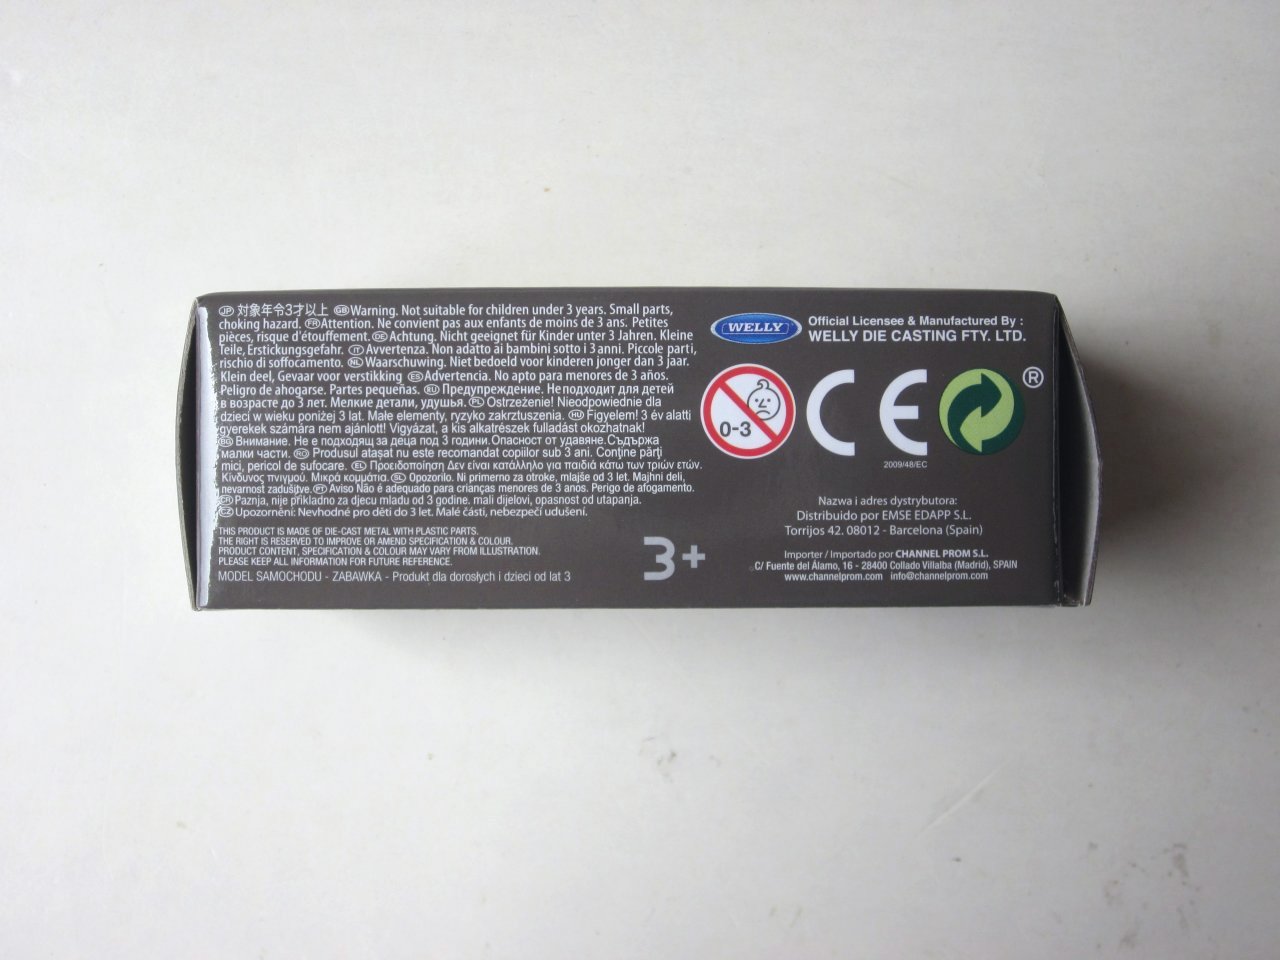 JP 対象年令3才以上 GB Warning. Not suitable for children under 3 years. Small parts,
choking hazard. FR Attention. Ne convient pas aux enfants de moins de 3 ans. Petites
pièces, risque d'étouffement. DE Achtung. Nicht geeignet für Kinder unter 3 Jahren. Kleine
Teile, Erstickungsgefahr. IT Avvertenza. Non adatto ai bambini sotto i 3 anni. Piccole parti,
rischio di soffocamento. NL Waarschuwing. Niet bedoeld voor kinderen jonger dan 3 jaar.
Klein deel, Gevaar voor verstikking ES Advertencia. No apto para menores de 3 años.
Peligro de ahogarse. Partes pequeñas. RU Предупреждение. Неподходит для детей
в возрасте до 3 лет. Мелкие детали, удушья. PL Ostrzeżenie! Nieodpowiednie dla
dzieci w wieku poniżej 3 lat. Małe elementy, ryzyko zakrztuszenia. HU Figyelem! 3 év alatti
gyerekek számára nem ajánlott! Vigyázat, a kis alkatrészek fulladást okozhatnak!
BG Внимание. Не е подходящ за деца под 3 години. Опасност от удавяне. Съдържа
малки части. RO Produsul atașat nu este recomandat copiilor sub 3 ani. Conține părți
mici, pericol de sufocare. EL Προειδοποίηση Δεν είναι κατάλληλο για παιδιά κάτω των τριών ετών.
Κίνδυνος πνιγμού. Μικρά κομμάτια. SL Opozorilo. Ni primerno za otroke, mlajše od 3 let. Majhni deli,
nevarnost zadušitve. PT Aviso Não é adequado para crianças menores de 3 anos. Perigo de afogamento.
Paznja, nije prikladno za djecu mlađu od 3 godine. mali dijelovi, opasnost od utapanja.
CZ Upozornění: Nevhodné pro děti do 3 let. Malé části, nebezpečí udušení.
THIS PRODUCT IS MADE OF DIE-CAST METAL WITH PLASTIC PARTS.
THE RIGHT IS RESERVED TO IMPROVE OR AMEND SPECIFICATION & COLOUR.
PRODUCT CONTENT, SPECIFICATION & COLOUR MAY VARY FROM ILLUSTRATION.
PLEASE KEEP ALL INFORMATION FOR FUTURE REFERENCE.
MODEL SAMOCHODU - ZABAWKA - Produkt dla dorosłych i dzieci od lat 3
3+
WELLY
Official Licensee & Manufactured By :
WELLY DIE CASTING FTY. LTD.
0-3
CE
®
2009/48/EC
Nazwa i adres dystrybutora:
Distribuido por EMSE EDAPP S.L.
Torrijos 42. 08012 - Barcelona (Spain)
Importer / Importado por CHANNEL PROM S.L.
C/ Fuente del Álamo, 16 - 28400 Collado Villalba (Madrid), SPAIN
www.channelprom.com info@channelprom.com